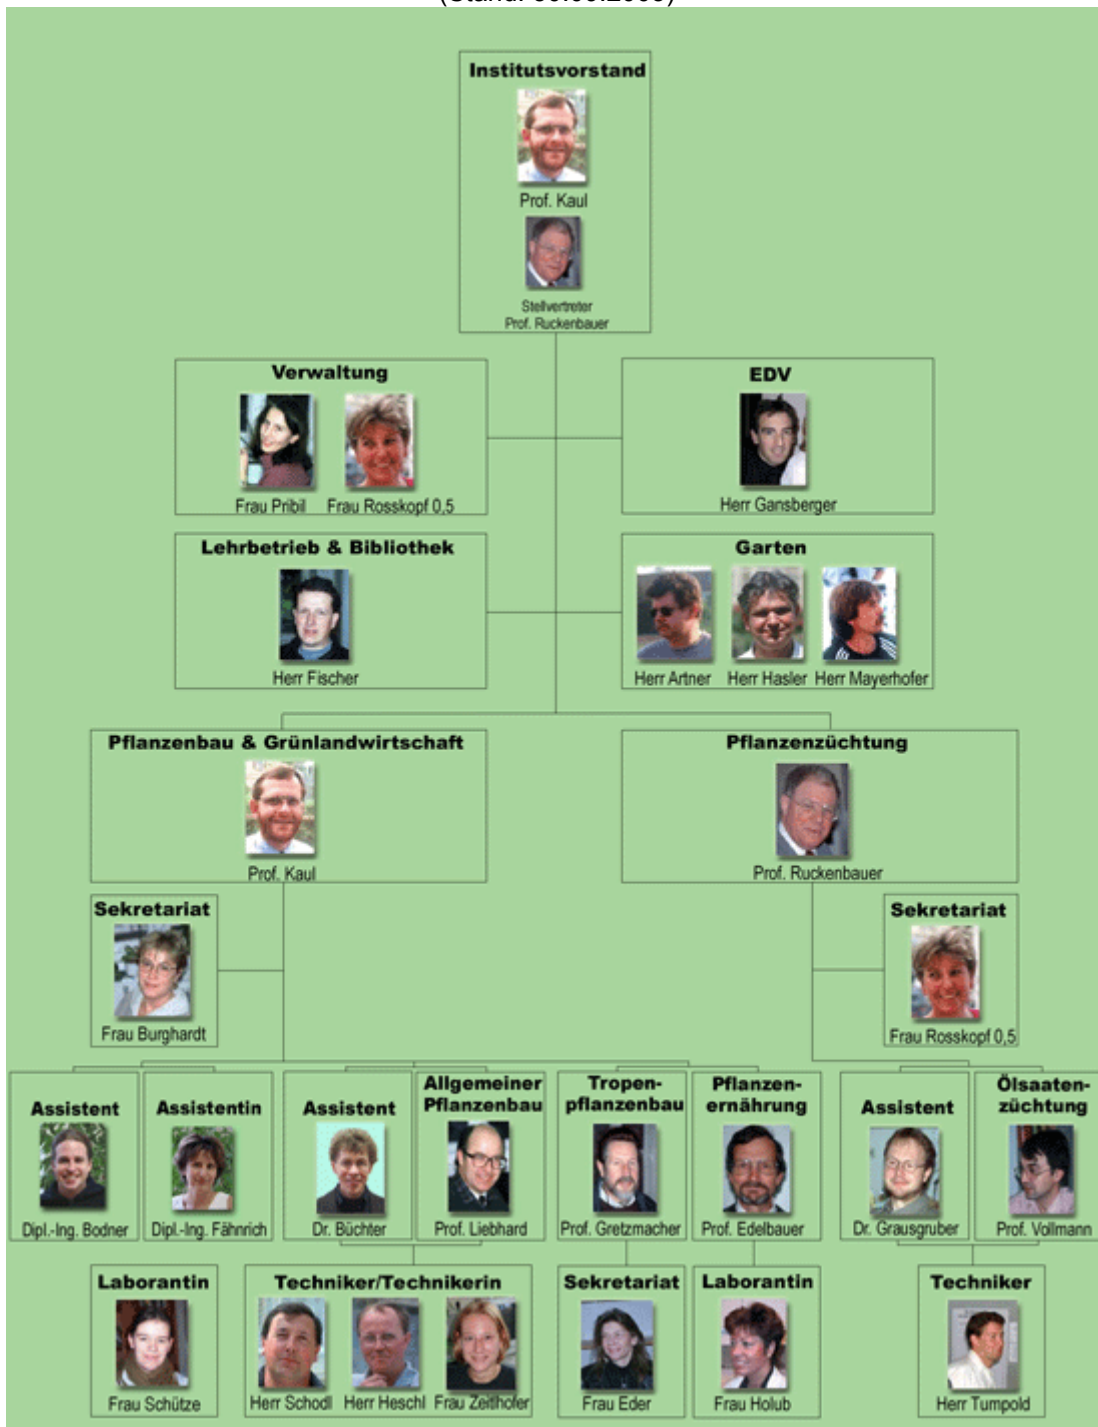 Institutsvorstand
Prof. Kaul
Stellvertreter
Prof. Ruckenbauer
Verwaltung
Frau Pribil Frau Rosskopf 0,5
EDV
Herr Gansberger
Lehrbetrieb & Bibliothek
Herr Fischer
Garten
Herr Artner Herr Hasler Herr Mayerhofer
Pflanzenbau & Grünlandwirtschaft
Prof. Kaul
Pflanzenzüchtung
Prof. Ruckenbauer
Sekretariat
Frau Burghardt
Sekretariat
Frau Rosskopf 0,5
Assistent
Dipl.-Ing. Bodner
Assistentin
Dipl.-Ing. Fähnrich
Assistent
Dr. Büchter
Allgemeiner
Pflanzenbau
Prof. Liebhard
Tropen-
pflanzenbau
Prof. Gretzmacher
Pflanzen-
ernährung
Prof. Edelbauer
Assistent
Dr. Grausgruber
Ölsaaten-
züchtung
Prof. Vollmann
Laborantin
Frau Schütze
Techniker/Technikerin
Herr Schodl Herr Heschl Frau Zeitlhofer
Sekretariat
Frau Eder
Laborantin
Frau Holub
Techniker
Herr Tumpold